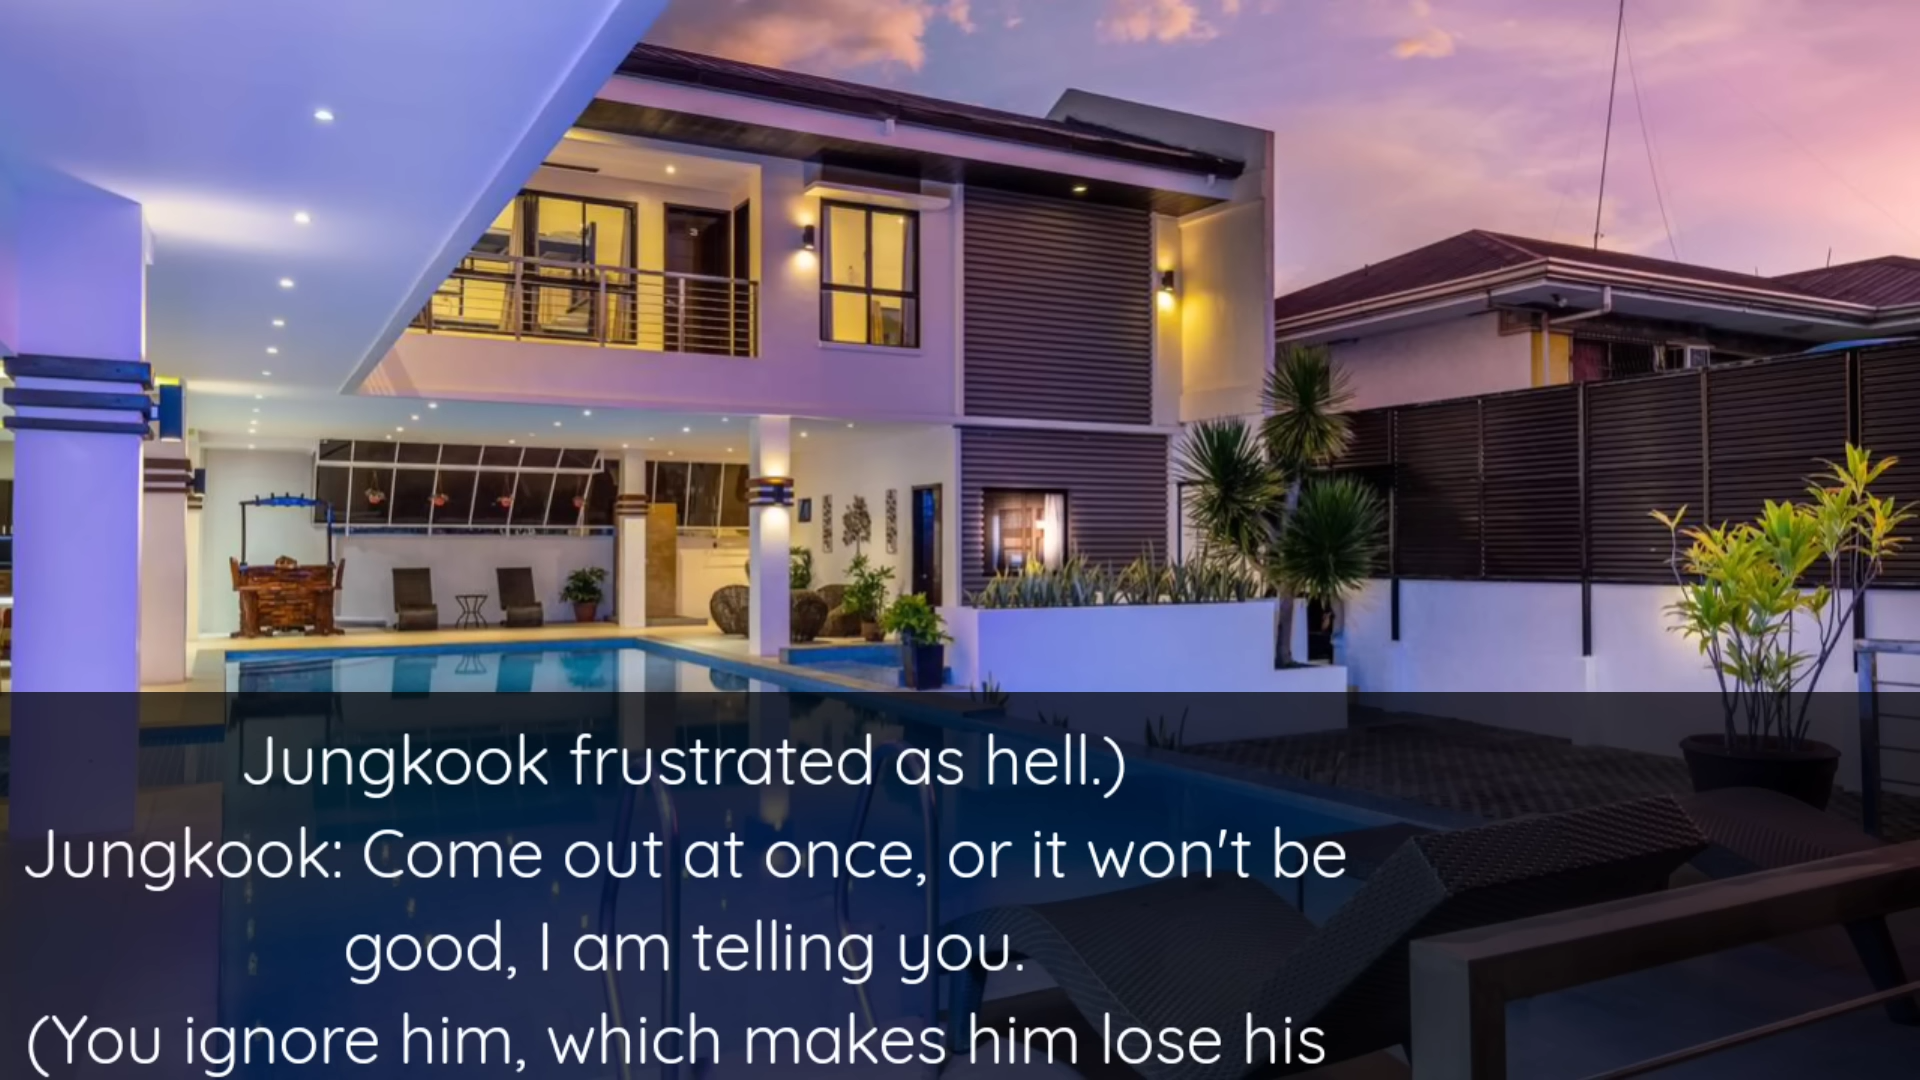 Jungkook frustrated as hell.)
Jungkook: Come out at once, or it won't be
good, I am telling you.
(You ignore him, which makes him lose his